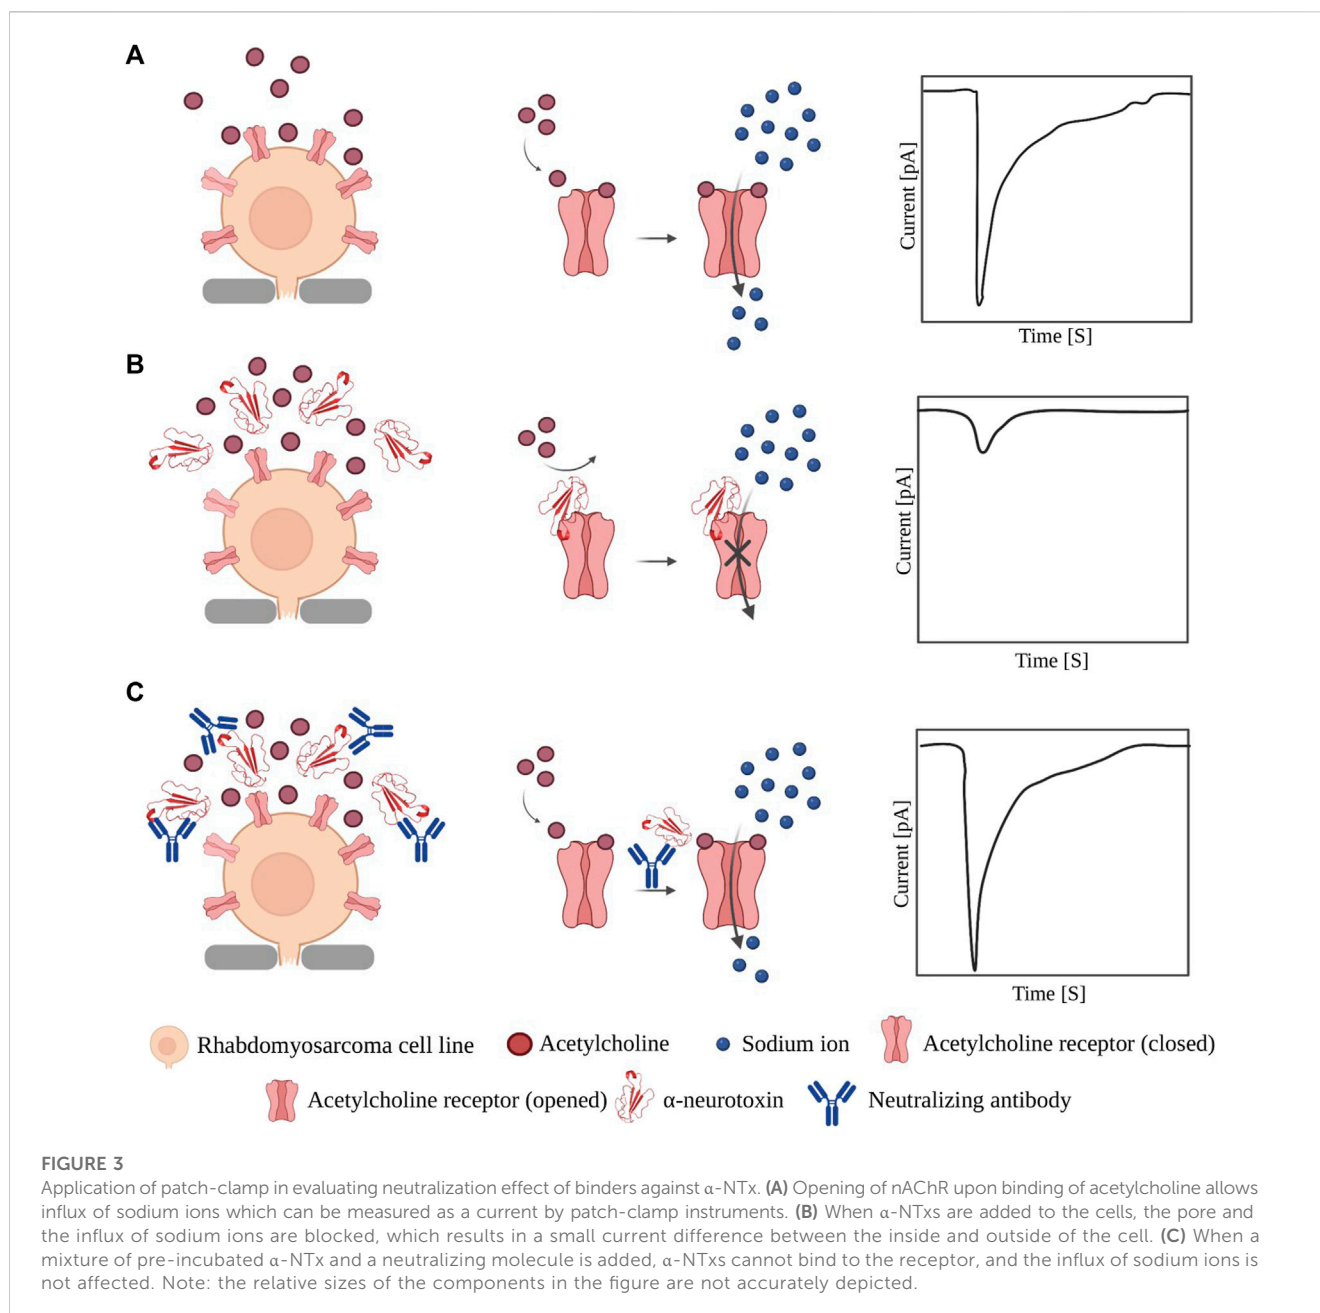 A
Current [pA]
Time [S]
B
Current [pA]
Time [S]
C
Current [pA]
Time [S]
Rhabdomyosarcoma cell line
Acetylcholine
Sodium ion
Acetylcholine receptor (closed)
Acetylcholine receptor (opened)
α-neurotoxin
Neutralizing antibody
FIGURE 3
Application of patch-clamp in evaluating neutralization effect of binders against α-NTx. (A) Opening of nAChR upon binding of acetylcholine allows
influx of sodium ions which can be measured as a current by patch-clamp instruments. (B) When α-NTxs are added to the cells, the pore and
the influx of sodium ions are blocked, which results in a small current difference between the inside and outside of the cell. (C) When a
mixture of pre-incubated α-NTx and a neutralizing molecule is added, α-NTxs cannot bind to the receptor, and the influx of sodium ions is
not affected. Note: the relative sizes of the components in the figure are not accurately depicted.